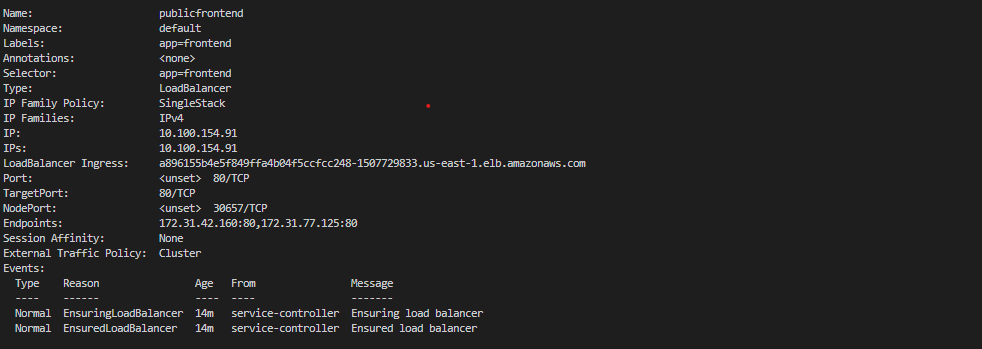 Name: publicfrontend
Namespace: default
Labels: app=frontend
Annotations: <none>
Selector: app=frontend
Type: LoadBalancer
IP Family Policy: SingleStack
IP Families: IPv4
IP: 10.100.154.91
IPs: 10.100.154.91
LoadBalancer Ingress: a896155b4e5f849ffa4b04f5ccfcc248-1507729833.us-east-1.elb.amazonaws.com
Port: <unset> 80/TCP
TargetPort: 80/TCP
NodePort: <unset> 30657/TCP
Endpoints: 172.31.42.160:80,172.31.77.125:80
Session Affinity: None
External Traffic Policy: Cluster
Events:
Type Reason Age From Message
---- ------ ---- ---- -------
Normal EnsuringLoadBalancer 14m service-controller Ensuring load balancer
Normal EnsuredLoadBalancer 14m service-controller Ensured load balancer